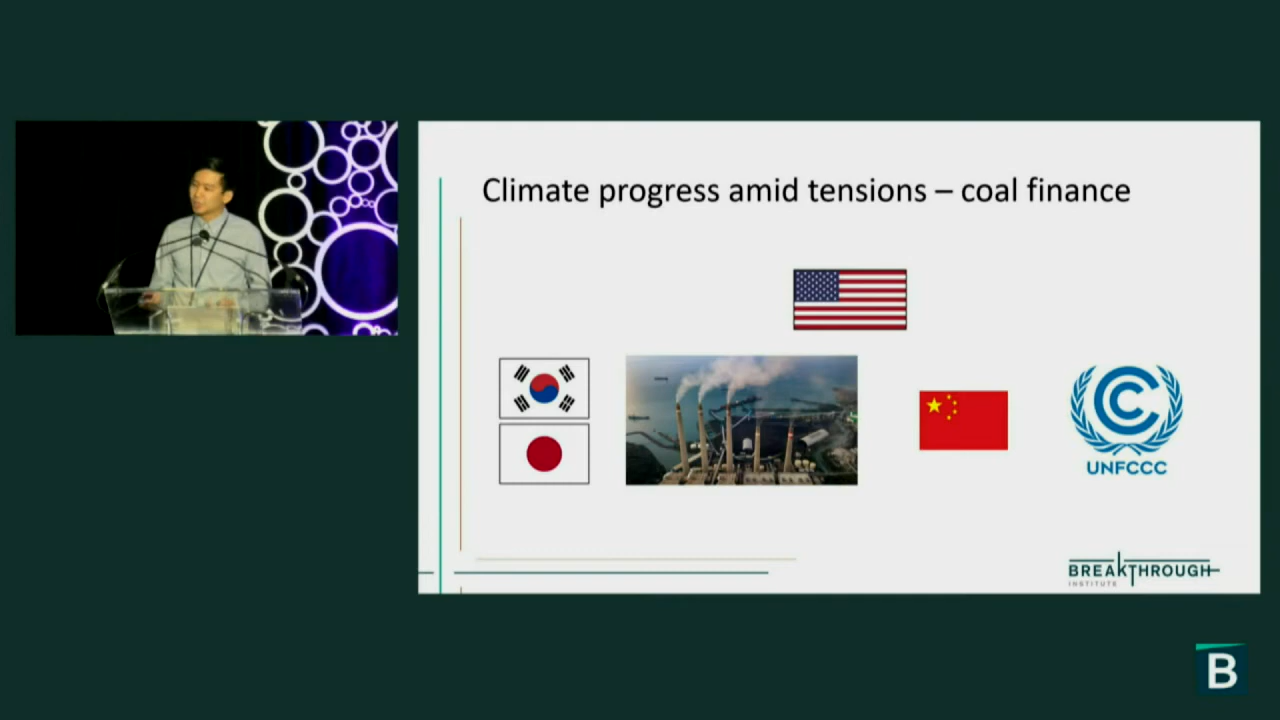 Climate progress amid tensions – coal finance
UNFCCC
BREAKTHROUGH
INSTITUTE
B